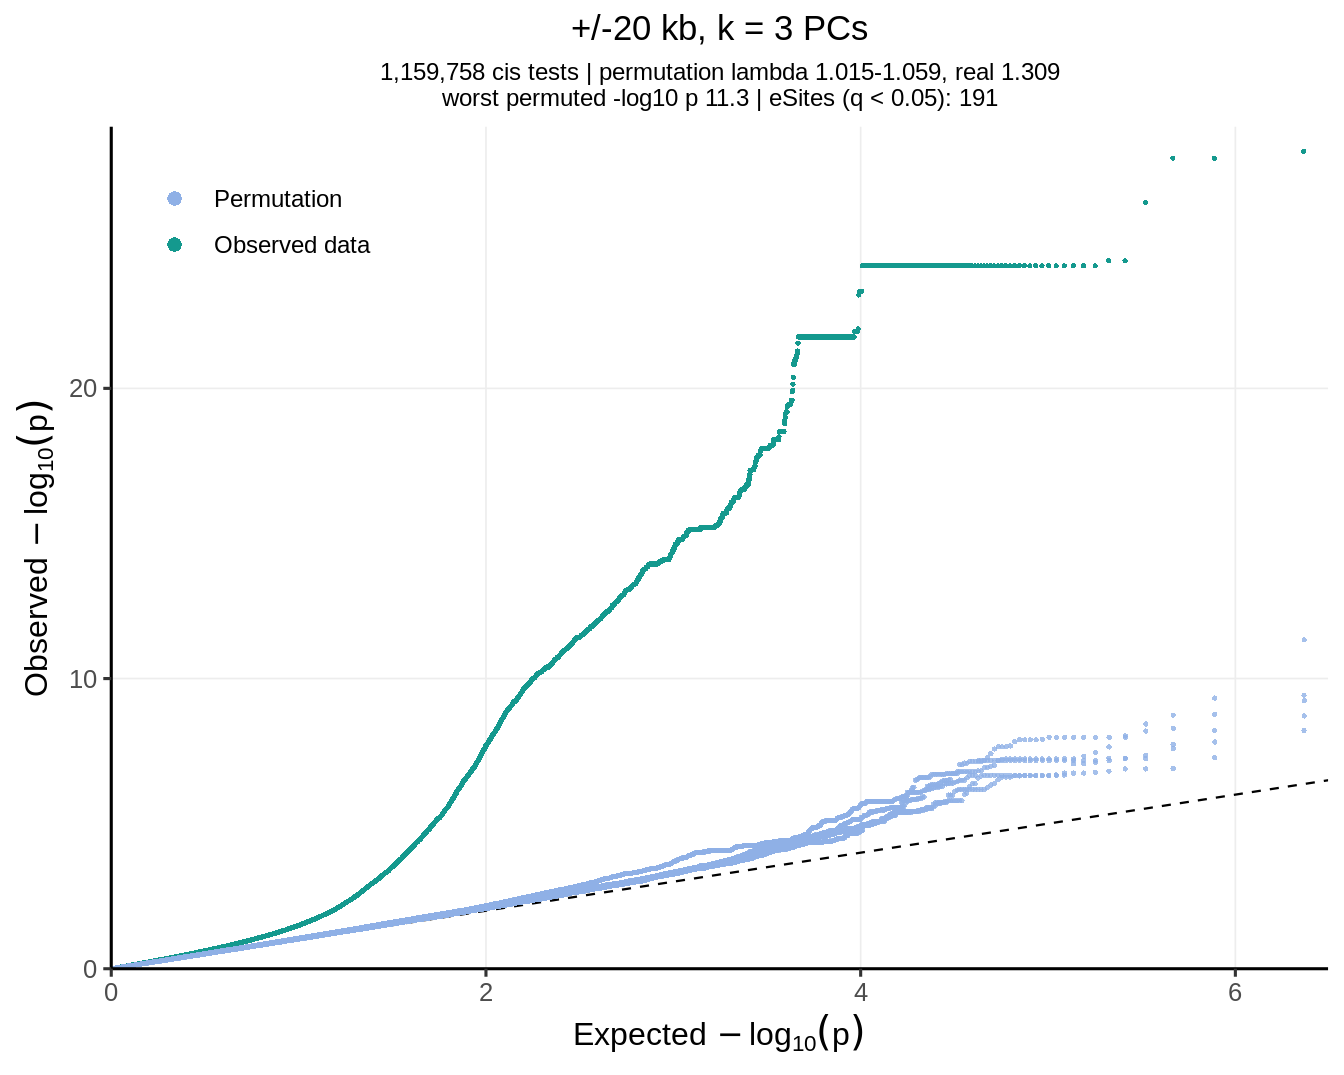 +/-20 kb, k = 3 PCs
1,159,758 cis tests | permutation lambda 1.015-1.059, real 1.309
worst permuted -log10 p 11.3 | eSites (q < 0.05): 191
Permutation
Observed data
Observed −log10(p)
20
10
0
0 2 4 6
Expected −log10(p)